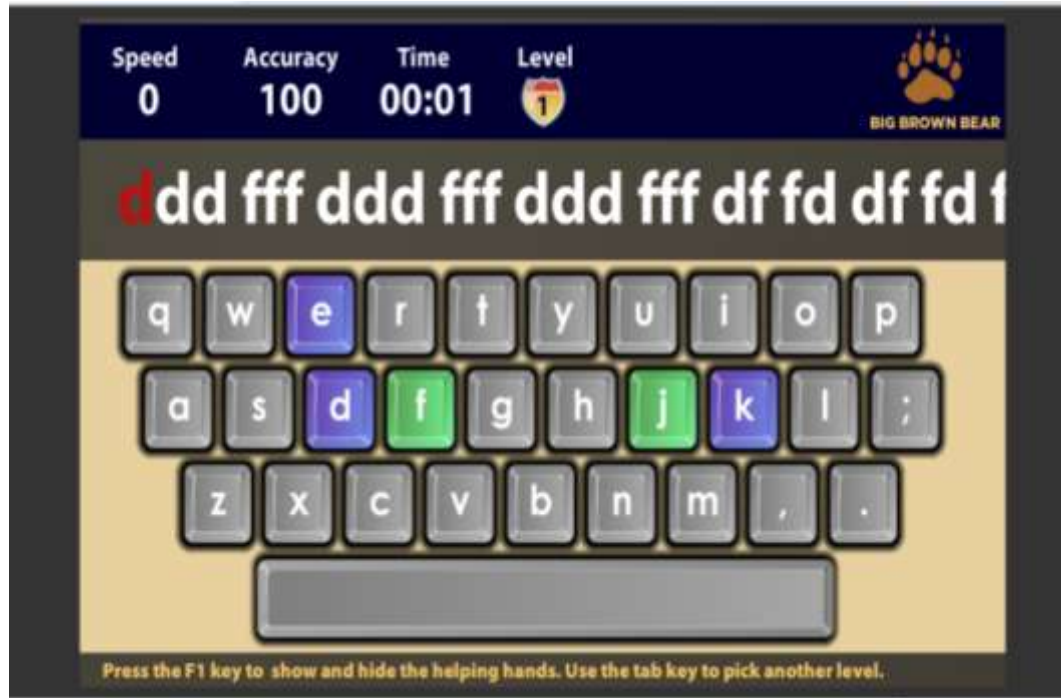 Speed Accuracy Time Level
0 100 00:01 1
BIG BROWN BEAR
ddd fff ddd fff ddd fff df fd df fd f
q w e r t y u i o p
a s d f g h j k l ;
z x c v b n m , .
Press the F1 key to show and hide the helping hands. Use the tab key to pick another level.